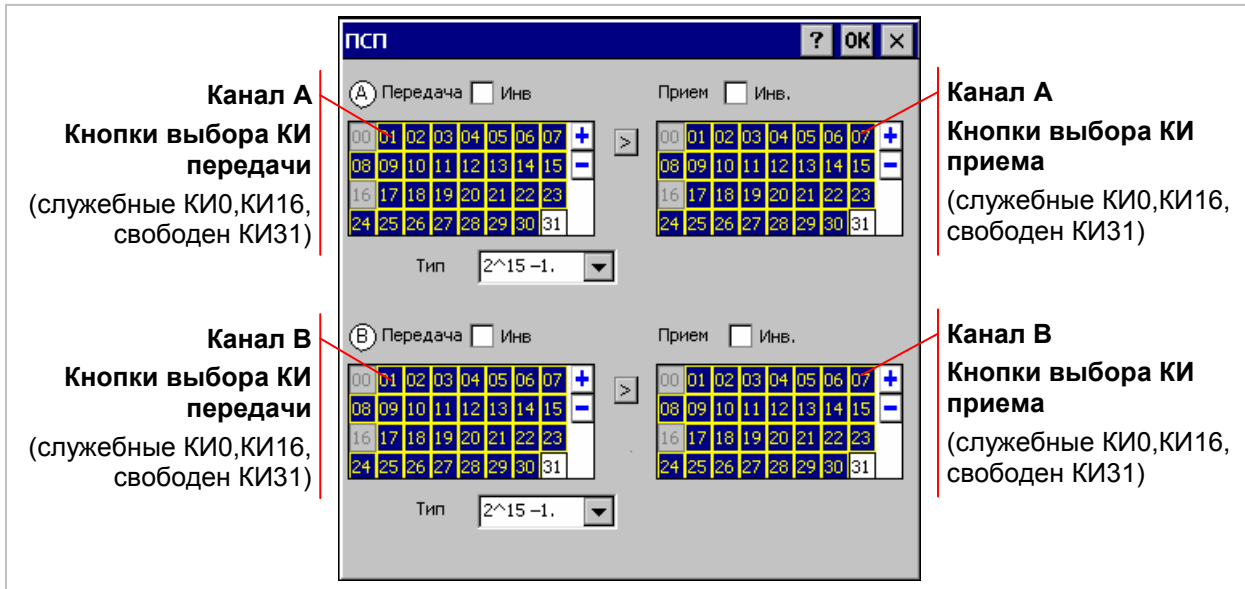 ПСП ? OK ×
Канал А
Кнопки выбора КИ
передачи
(служебные КИ0,КИ16,
свободен КИ31)
A Передача Инв
00 01 02 03 04 05 06 07 +
08 09 10 11 12 13 14 15 −
16 17 18 19 20 21 22 23
24 25 26 27 28 29 30 31
>
Прием Инв.
00 01 02 03 04 05 06 07 +
08 09 10 11 12 13 14 15 −
16 17 18 19 20 21 22 23
24 25 26 27 28 29 30 31
Тип 2^15 –1.
Канал А
Кнопки выбора КИ
приема
(служебные КИ0,КИ16,
свободен КИ31)
Канал В
Кнопки выбора КИ
передачи
(служебные КИ0,КИ16,
свободен КИ31)
B Передача Инв
00 01 02 03 04 05 06 07 +
08 09 10 11 12 13 14 15 −
16 17 18 19 20 21 22 23
24 25 26 27 28 29 30 31
>
Прием Инв.
00 01 02 03 04 05 06 07 +
08 09 10 11 12 13 14 15 −
16 17 18 19 20 21 22 23
24 25 26 27 28 29 30 31
Тип 2^15 –1.
Канал В
Кнопки выбора КИ
приема
(служебные КИ0,КИ16,
свободен КИ31)